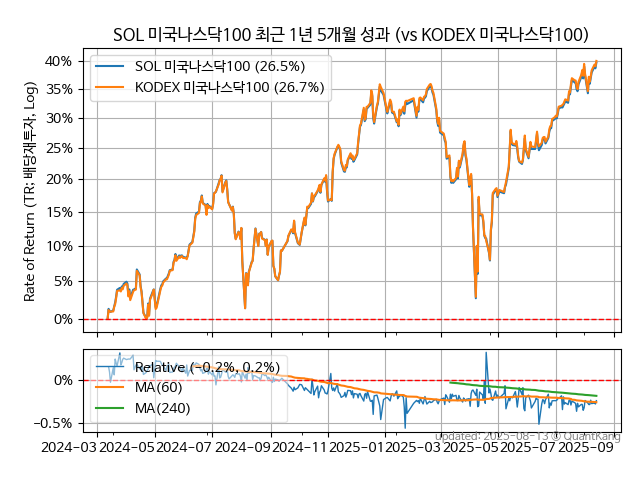 SOL 미국나스닥100 최근 1년 5개월 성과 (vs KODEX 미국나스닥100)
Rate of Return (TR: 배당재투자, Log)
40%
35%
30%
25%
20%
15%
10%
5%
0%
SOL 미국나스닥100 (26.5%)
KODEX 미국나스닥100 (26.7%)
0%
−0.5%
Relative (−0.2%, 0.2%)
MA(60)
MA(240)
updated: 2025-08-13 © QuantKang
2024-03 2024-05 2024-07 2024-09 2024-11 2025-01 2025-03 2025-05 2025-07 2025-09